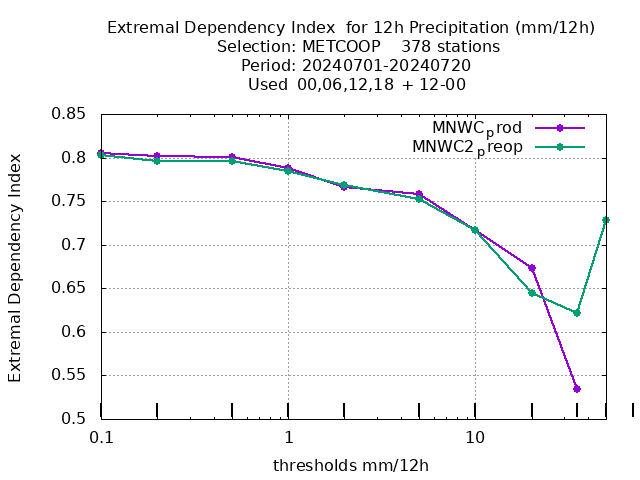 Extremal Dependency Index  for 12h Precipitation (mm/12h)
Selection: METCOOP    378 stations
Period: 20240701-20240720
Used  00,06,12,18  + 12-00
0.85
MNWCprod
MNWC2preop
0.8
0.75
0.7
0.65
0.6
0.55
0.5
Extremal Dependency Index
0.1 1 10
thresholds mm/12h